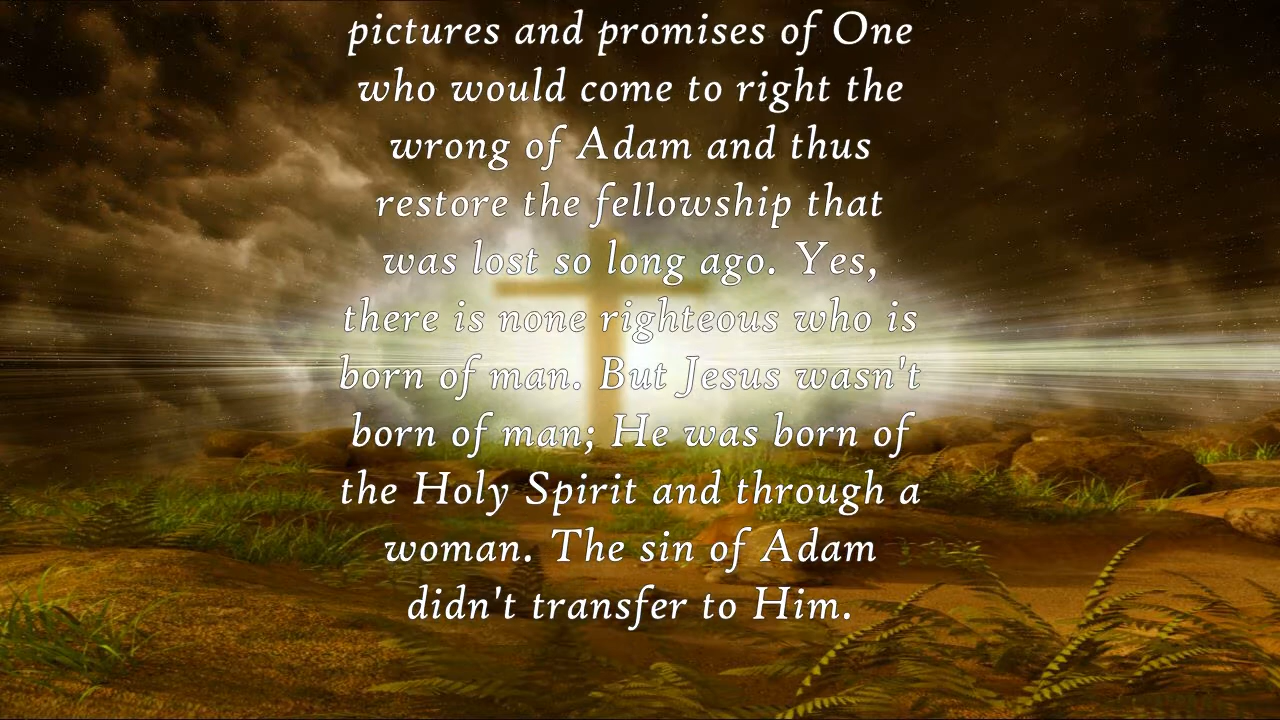 pictures and promises of One
who would come to right the
wrong of Adam and thus
restore the fellowship that
was lost so long ago. Yes,
there is none righteous who is
born of man. But Jesus wasn't
born of man; He was born of
the Holy Spirit and through a
woman. The sin of Adam
didn't transfer to Him.